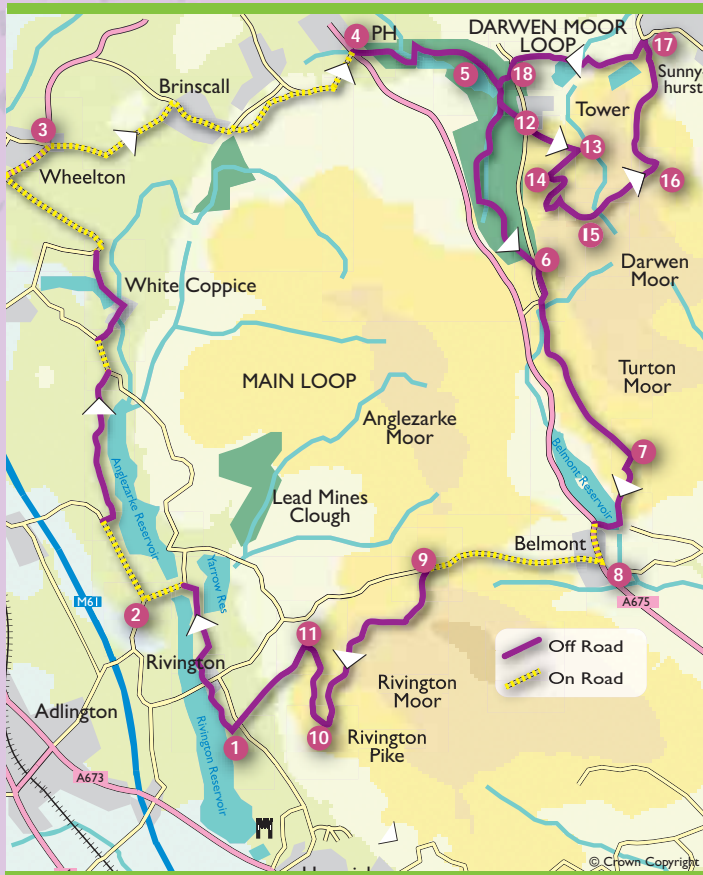 4
PH
DARWEN MOOR
LOOP
17
5
18
Sunny-
hurst
Brinscall
3
12
Tower
13
Wheelton
14
16
15
6
White Coppice
Darwen
Moor
MAIN LOOP
Turton
Moor
Anglezarke
Moor
7
Belmont Reservoir
Anglezarke Reservoir
Lead Mines
Clough
Belmont
9
8
Yarrow Res
M61
A675
2
11
Off Road
On Road
Rivington
Rivington
Moor
Adlington
1
10
Rivington
Pike
Rivington Reservoir
A673
© Crown Copyright